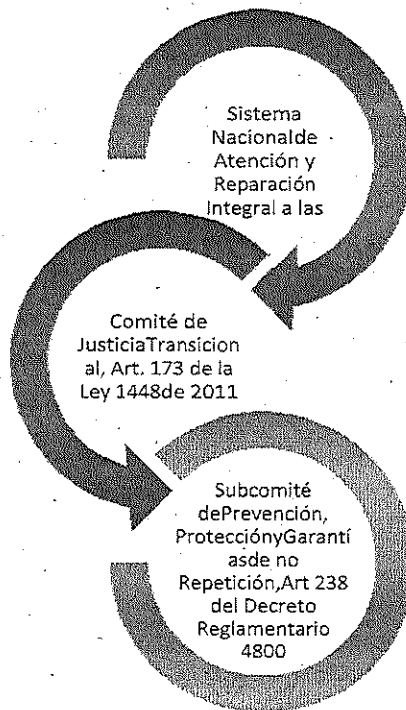 Sistema
Nacionalde
Atención y
Reparación
Integral a las
Comité de
JusticiaTransicion
al, Art. 173 de la
Ley 1448de 2011
Subcomité
dePrevención,
ProtecciónyGarantí
asde no
Repetición,Art 238
del Decreto
Reglamentario
4800